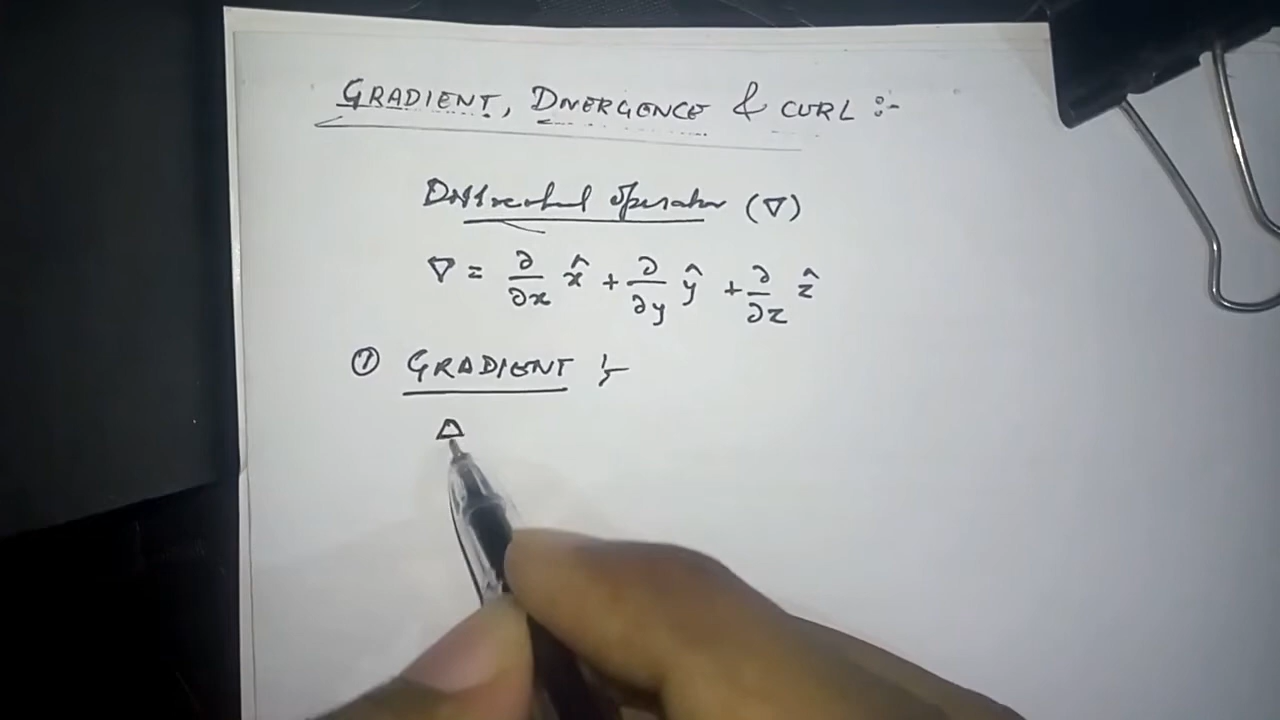 GRADIENT, DIVERGENCE & CURL :-
Differential operator (∇)
∇ = ∂/∂x x̂ + ∂/∂y ŷ + ∂/∂z ẑ
① GRADIENT :-
Δ